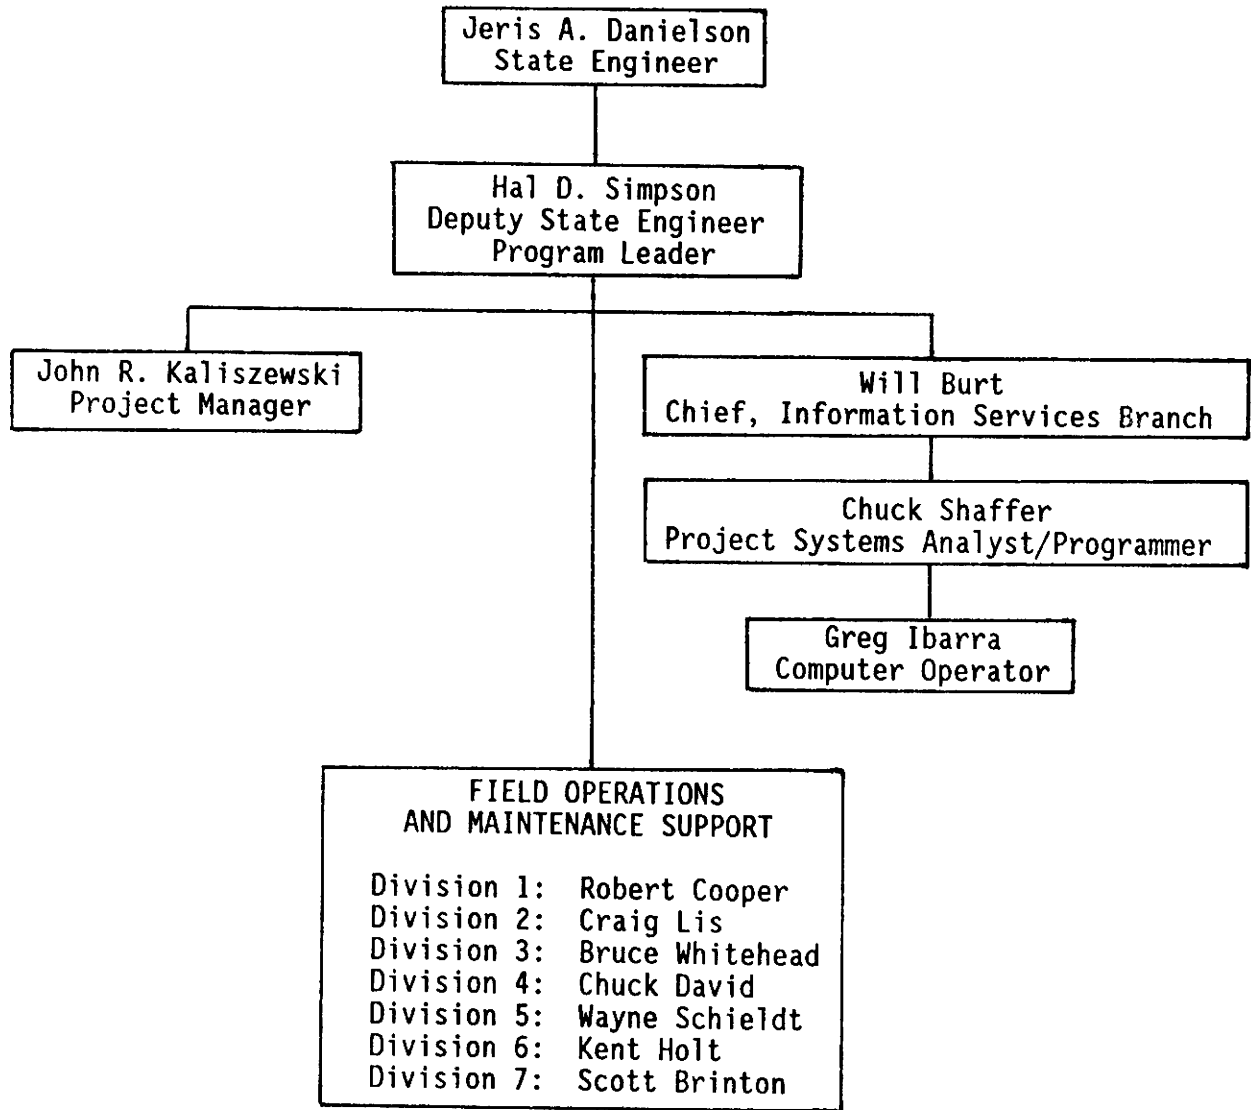 Jeris A. Danielson
State Engineer
Hal D. Simpson
Deputy State Engineer
Program Leader
John R. Kaliszewski
Project Manager
Will Burt
Chief, Information Services Branch
Chuck Shaffer
Project Systems Analyst/Programmer
Greg Ibarra
Computer Operator
FIELD OPERATIONS
AND MAINTENANCE SUPPORT
Division 1: Robert Cooper
Division 2: Craig Lis
Division 3: Bruce Whitehead
Division 4: Chuck David
Division 5: Wayne Schieldt
Division 6: Kent Holt
Division 7: Scott Brinton